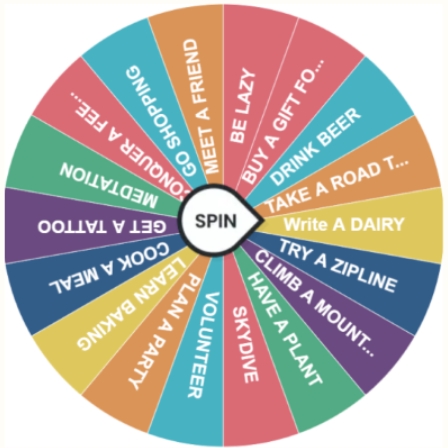 SPIN
BE LAZY
BUY A GIFT FO...
DRINK BEER
TAKE A ROAD T...
Write A DAIRY
TRY A ZIPLINE
CLIMB A MOUNT...
HAVE A PLANT
SKYDIVE
VOLUNTEER
PLAN A PARTY
LEARN BAKING
COOK A MEAL
GET A TATTOO
MEDTATION
CONQUER A FEE...
GO SHOPPING
MEET A FRIEND